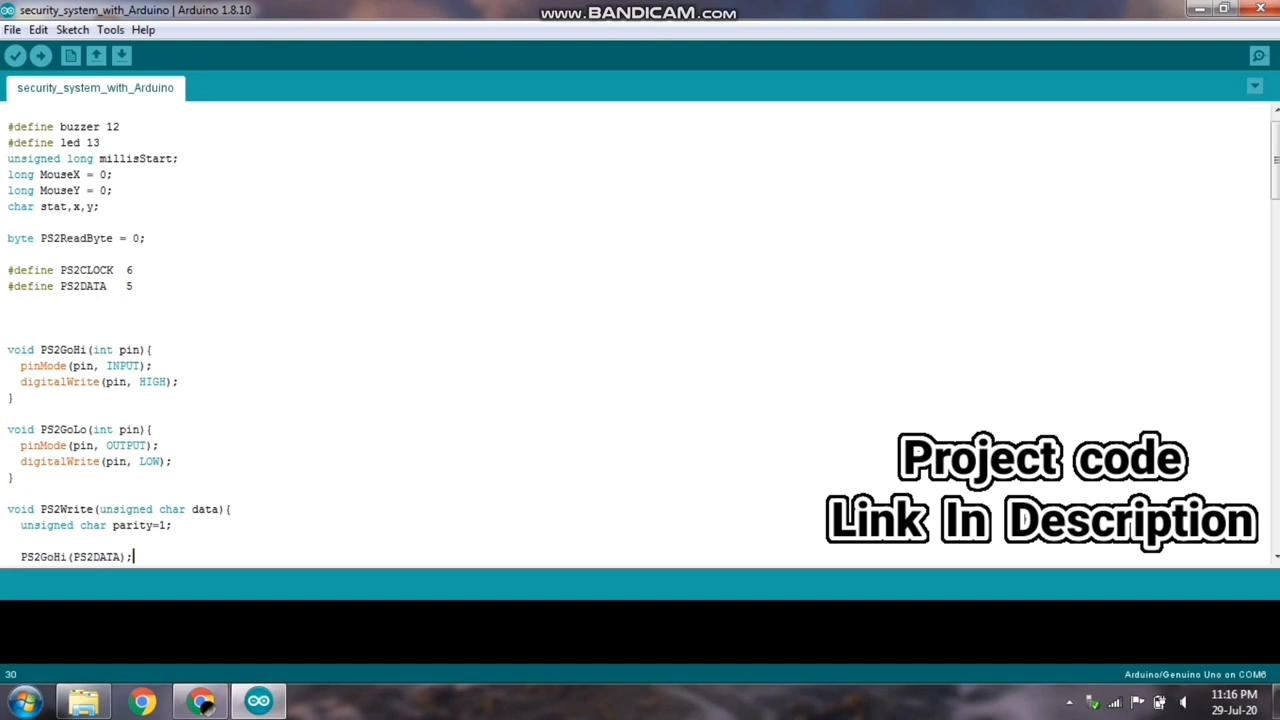 security_system_with_Arduino | Arduino 1.8.10
www.BANDICAM.com
File Edit Sketch Tools Help
security_system_with_Arduino
#define buzzer 12
#define led 13
unsigned long millisStart;
long MouseX = 0;
long MouseY = 0;
char stat,x,y;
byte PS2ReadByte = 0;
#define PS2CLOCK  6
#define PS2DATA   5
void PS2GoHi(int pin){
  pinMode(pin, INPUT);
  digitalWrite(pin, HIGH);
}
void PS2GoLo(int pin){
  pinMode(pin, OUTPUT);
  digitalWrite(pin, LOW);
}
void PS2Write(unsigned char data){
  unsigned char parity=1;
  PS2GoHi(PS2DATA);
Project code
Link In Description
30
Arduino/Genuino Uno on COM6
11:16 PM
29-Jul-20